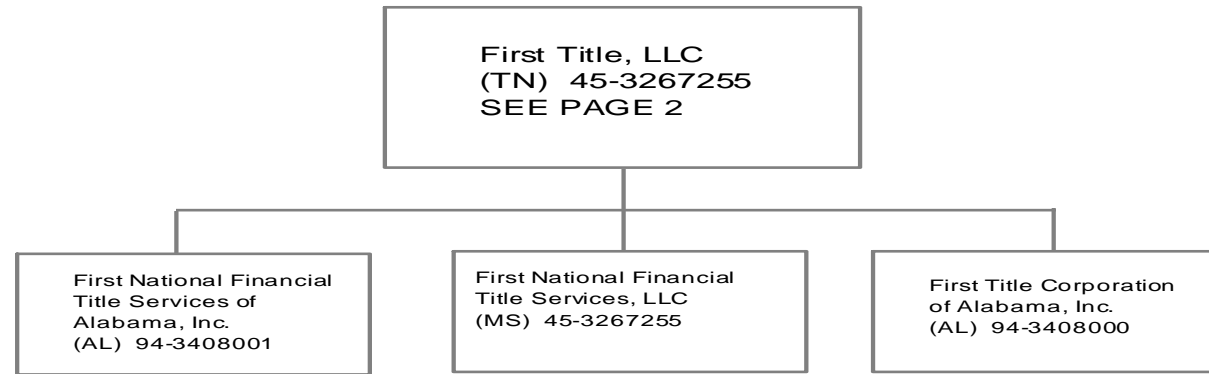 First Title, LLC
(TN) 45-3267255
SEE PAGE 2
First National Financial
Title Services of
Alabama, Inc.
(AL) 94-3408001
First National Financial
Title Services, LLC
(MS) 45-3267255
First Title Corporation
of Alabama, Inc.
(AL) 94-3408000